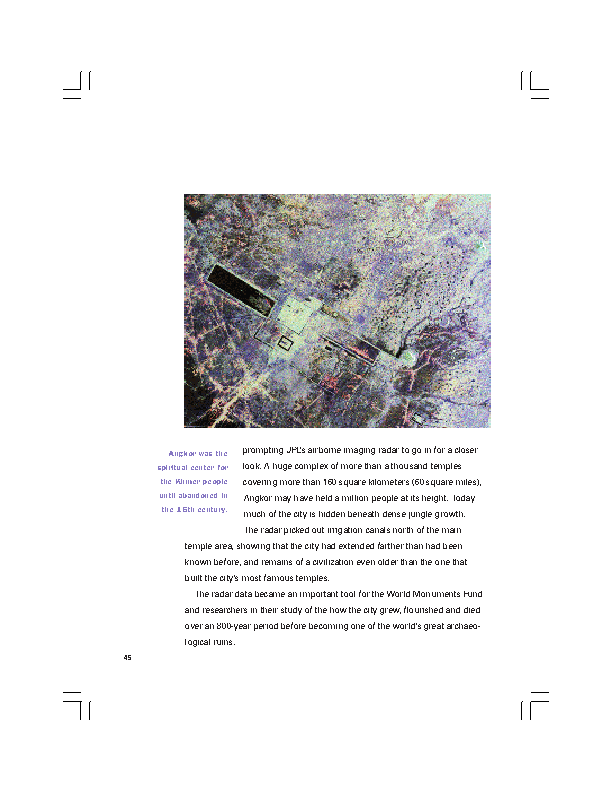 Angkor was the
spiritual center for
the Khmer people
until abandoned in
the 16th century.
prompting JPL's airborne imaging radar to go in for a closer
look. A huge complex of more than a thousand temples
covering more than 160 square kilometers (60 square miles),
Angkor may have held a million people at its height. Today
much of the city is hidden beneath dense jungle growth.
The radar picked out irrigation canals north of the main
temple area, showing that the city had extended farther than had been
known before, and remains of a civilization even older than the one that
built the city's most famous temples.
The radar data became an important tool for the World Monuments Fund
and researchers in their study of the how the city grew, flourished and died
over an 800-year period before becoming one of the world's great archaeo-
logical ruins.
45